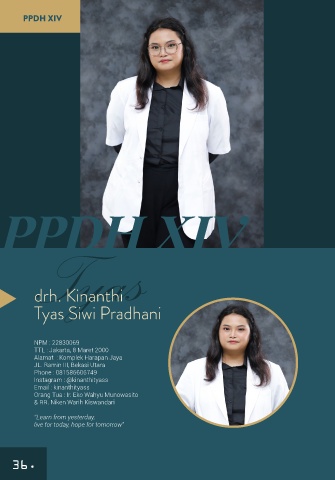 PPDH XIV
PPDH XIV
Tyas
drh. Kinanthi
Tyas Siwi Pradhani
NPM : 22830069
TTL : Jakarta, 8 Maret 2000
Alamat : Komplek Harapan Jaya
JL. Ramin III, Bekasi Utara
Phone : 081586606749
Instagram : @kinanthityass
Email : kinanthityass
Orang Tua : Ir. Eko Wahyu Munowasito
& RR. Niken Warih Kiswandari
"Learn from yesterday.
live for today, hope for tomorrow"
36 •